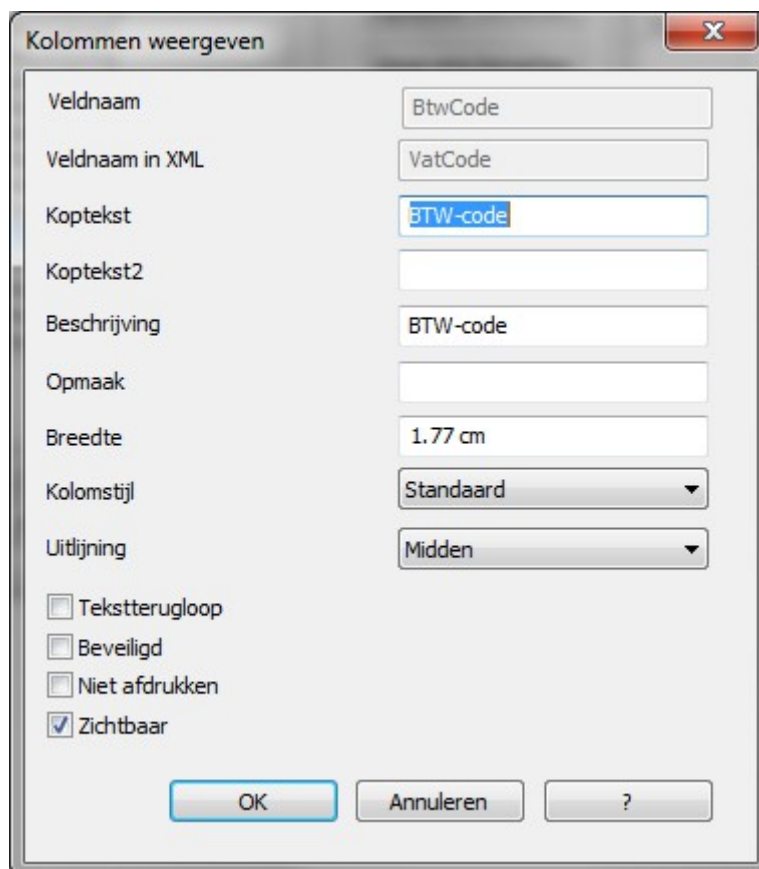 Kolommen weergeven
Veldnaam BtwCode
Veldnaam in XML VatCode
Koptekst BTW-code
Koptekst2
Beschrijving BTW-code
Opmaak
Breedte 1.77 cm
Kolomstijl Standaard
Uitlijning Midden
Tekstterugloop
Beveiligd
Niet afdrukken
Zichtbaar
OK Annuleren ?